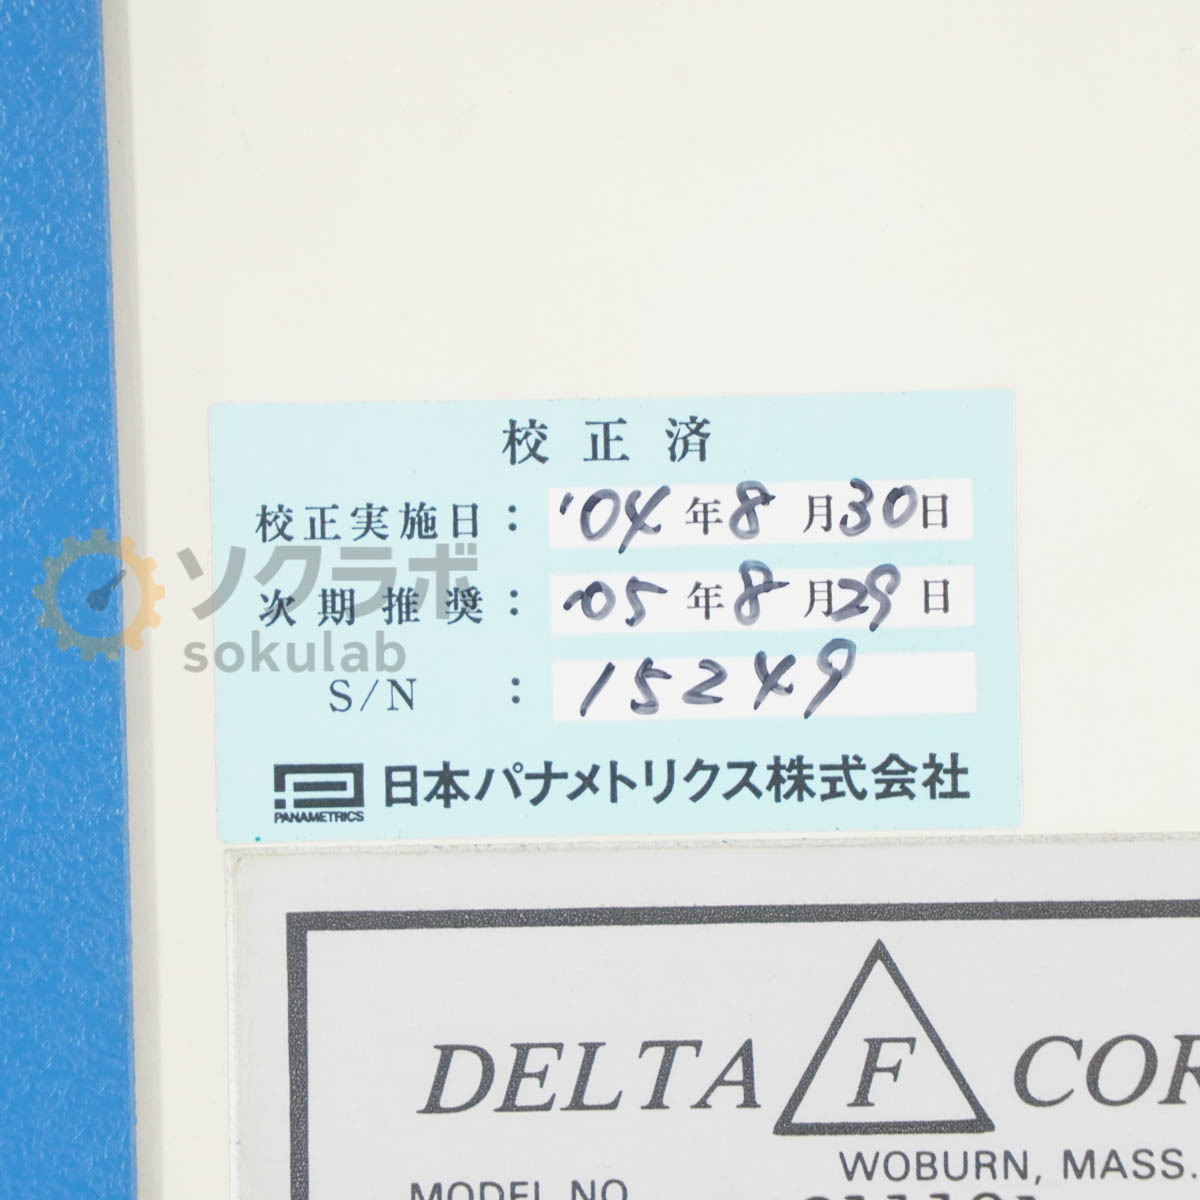 校正済
校正実施日： '04年8月30日
次期推奨： '05年8月29日
S/N ： 15249
PANAMETRICS 日本パナメトリクス株式会社
ソクラボ
sokulab
DELTA F
WOBURN, MASS.
MODEL NO